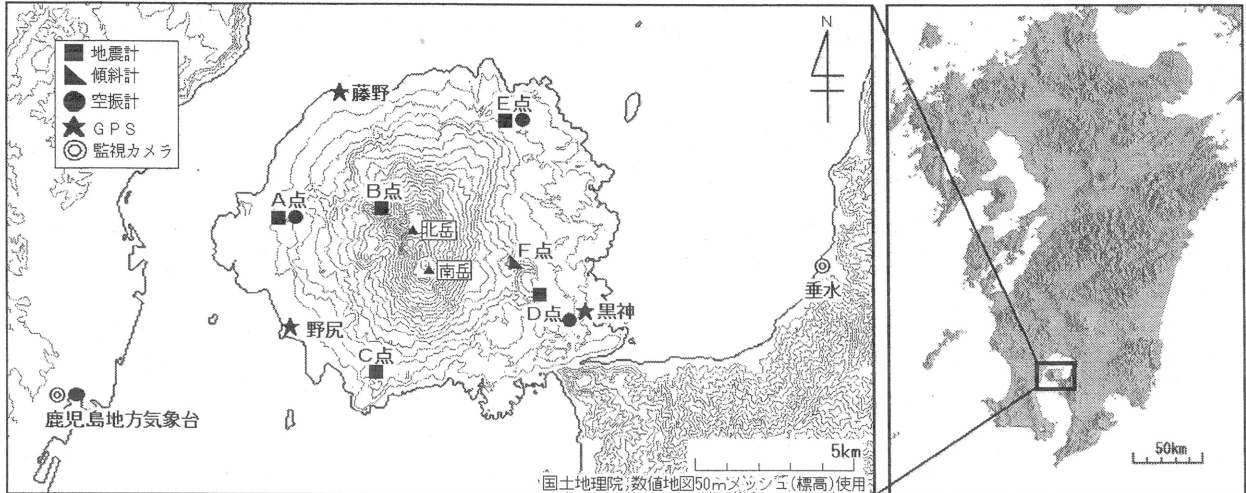 地震計
傾斜計
空振計
GPS
監視カメラ
N
藤野
E点
A点
B点
北岳
F点
南岳
垂水
D点
黒神
野尻
C点
鹿児島地方気象台
5km
国土地理院 数値地図50mメッシュ(標高)使用
50km